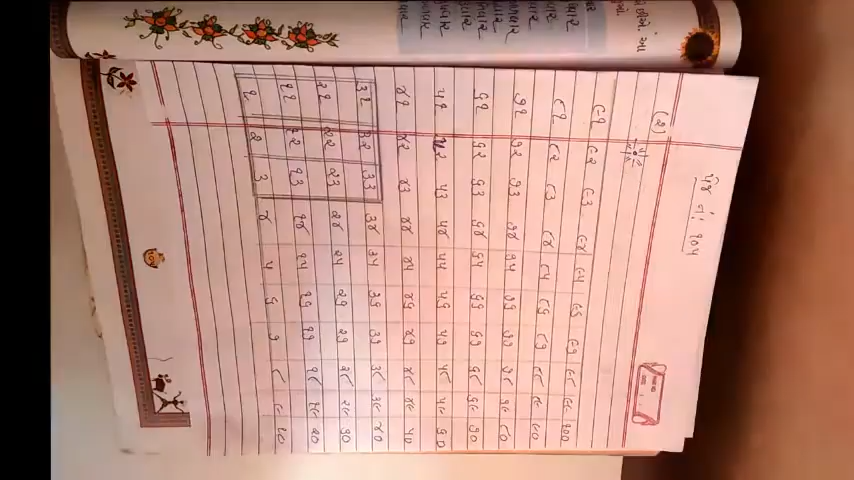 પૃષ્ઠ નં: ૧૦૫
(૨)
૯૧ ૯૨ ૯૩ ૯૪ ૯૫ ૯૬ ૯૭ ૯૮ ૯૯ ૧૦૦
૮૧ ૮૨ ૮૩ ૮૪ ૮૫ ૮૬ ૮૭ ૮૮ ૮૯ ૯૦
૭૧ ૭૨ ૭૩ ૭૪ ૭૫ ૭૬ ૭૭ ૭૮ ૭૯ ૮૦
૬૧ ૬૨ ૬૩ ૬૪ ૬૫ ૬૬ ૬૭ ૬૮ ૬૯ ૭૦
૫૧ ૫૨ ૫૩ ૫૪ ૫૫ ૫૬ ૫૭ ૫૮ ૫૯ ૬૦
૪૧ ૪૨ ૪૩ ૪૪ ૪૫ ૪૬ ૪૭ ૪૮ ૪૯ ૫૦
૩૧ ૩૨ ૩૩ ૩૪ ૩૫ ૩૬ ૩૭ ૩૮ ૩૯ ૪૦
૨૧ ૨૨ ૨૩ ૨૪ ૨૫ ૨૬ ૨૭ ૨૮ ૨૯ ૩૦
૧૧ ૧૨ ૧૩ ૧૪ ૧૫ ૧૬ ૧૭ ૧૮ ૧૯ ૨૦
૧ ૨ ૩ ૪ ૫ ૬ ૭ ૮ ૯ ૧૦